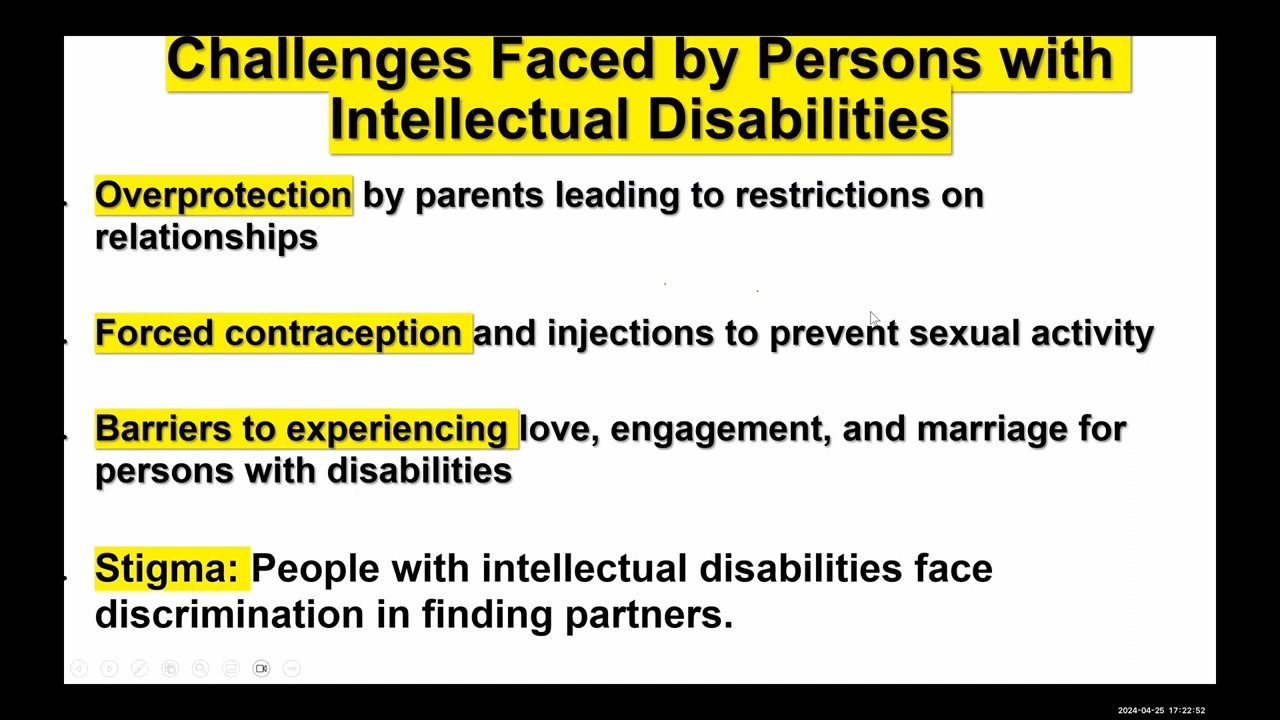 Challenges Faced by Persons with
Intellectual Disabilities
Overprotection by parents leading to restrictions on
relationships
Forced contraception and injections to prevent sexual activity
Barriers to experiencing love, engagement, and marriage for
persons with disabilities
Stigma: People with intellectual disabilities face
discrimination in finding partners.
2024-04-25 17:22:52